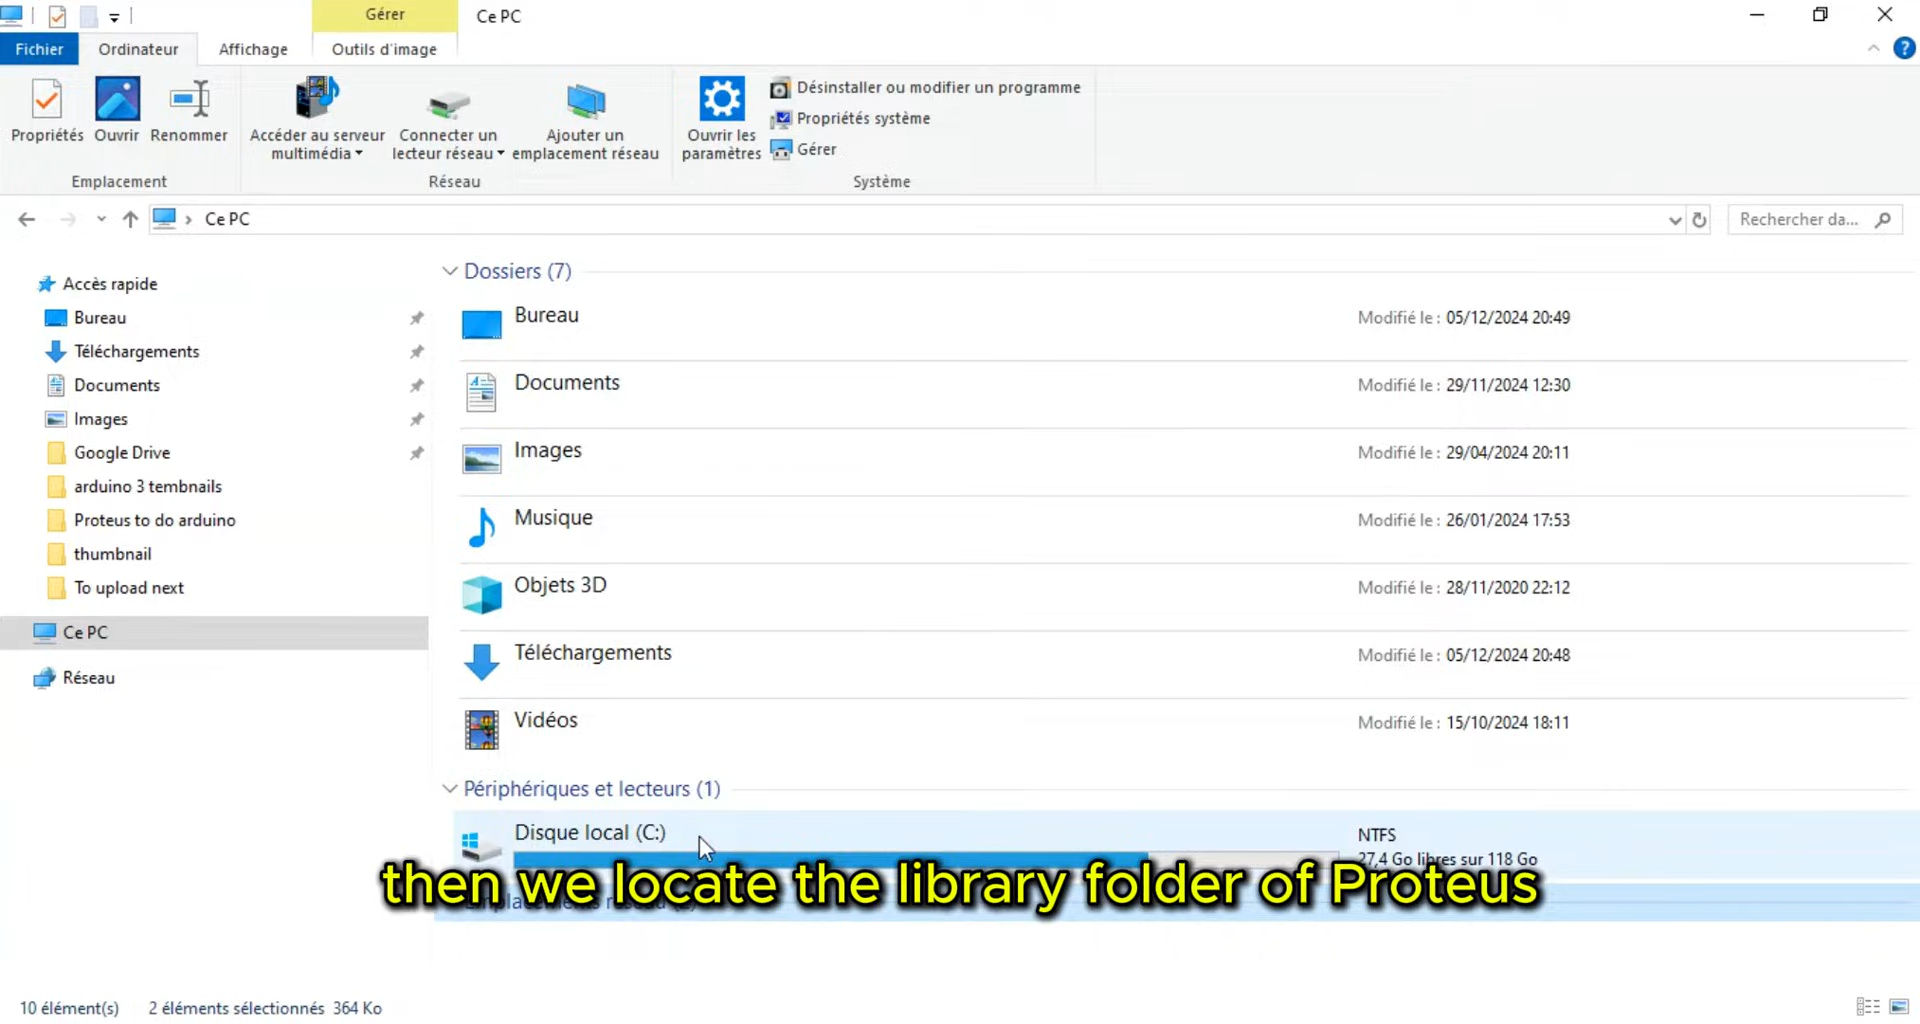 Gérer
Ce PC
Fichier
Ordinateur
Affichage
Outils d'image
Propriétés
Ouvrir
Renommer
Accéder au serveur
multimédia
Connecter un
lecteur réseau
Ajouter un
emplacement réseau
Ouvrir les
paramètres
Désinstaller ou modifier un programme
Propriétés système
Gérer
Emplacement
Réseau
Système
Ce PC
Rechercher da...
Accès rapide
Bureau
Téléchargements
Documents
Images
Google Drive
arduino 3 tembnails
Proteus to do arduino
thumbnail
To upload next
Ce PC
Réseau
Dossiers (7)
Bureau
Modifié le : 05/12/2024 20:49
Documents
Modifié le : 29/11/2024 12:30
Images
Modifié le : 29/04/2024 20:11
Musique
Modifié le : 26/01/2024 17:53
Objets 3D
Modifié le : 28/11/2020 22:12
Téléchargements
Modifié le : 05/12/2024 20:48
Vidéos
Modifié le : 15/10/2024 18:11
Périphériques et lecteurs (1)
Disque local (C:)
NTFS
27,4 Go libres sur 118 Go
then we locate the library folder of Proteus
10 élément(s)
2 éléments sélectionnés 364 Ko